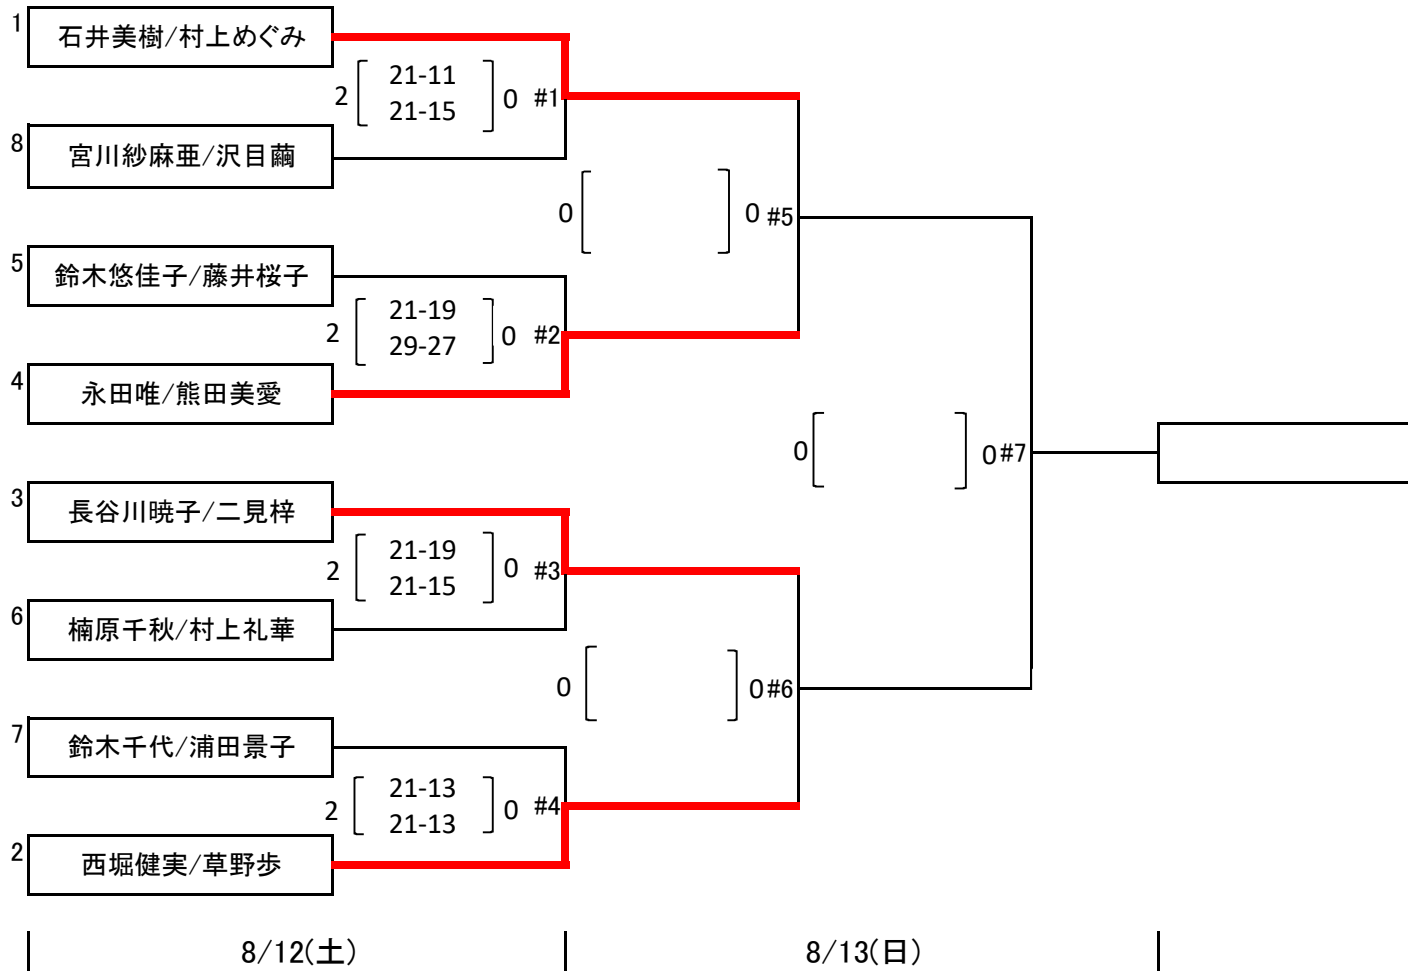 1
石井美樹/村上めぐみ
21-11
2 0 #1
21-15
8
宮川紗麻亜/沢目繭
0 0 #5
5
鈴木悠佳子/藤井桜子
21-19
2 0 #2
29-27
4
永田唯/熊田美愛
0 0 #7
3
長谷川暁子/二見梓
21-19
2 0 #3
21-15
6
楠原千秋/村上礼華
0 0 #6
7
鈴木千代/浦田景子
21-13
2 0 #4
21-13
2
西堀健実/草野歩
8/12(土) 8/13(日)